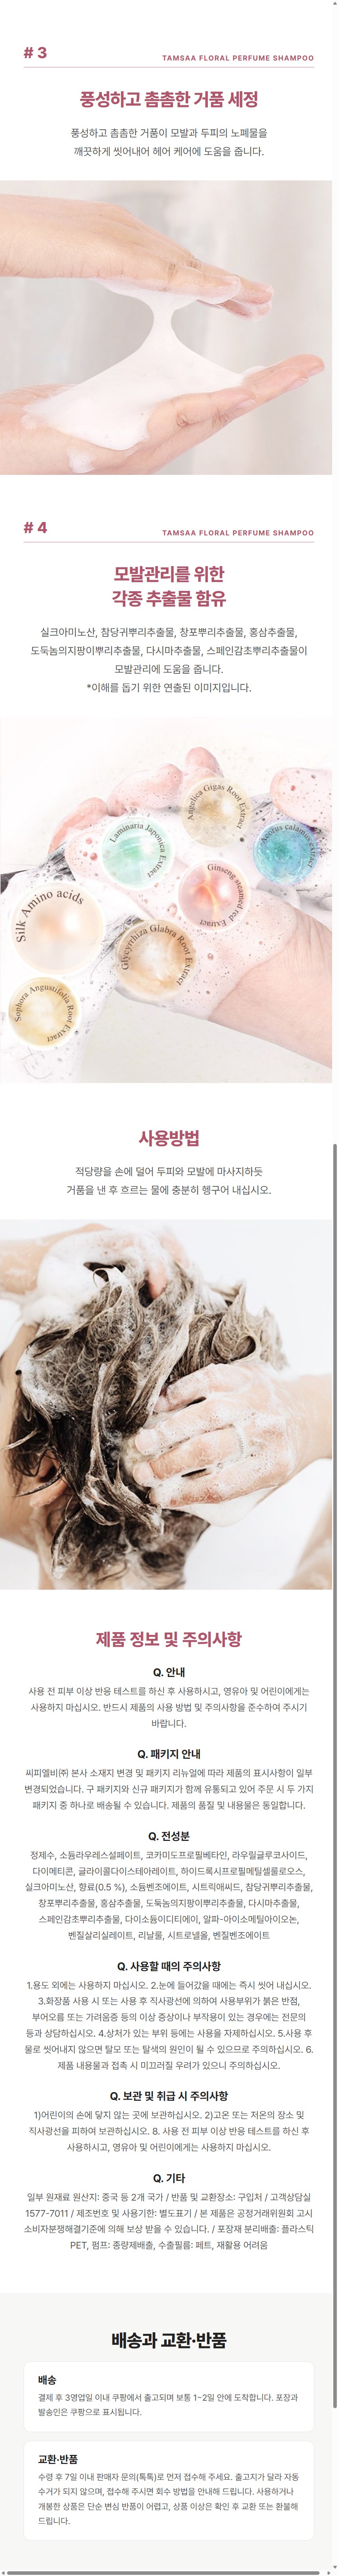 # 3
TAMSAA FLORAL PERFUME SHAMPOO
풍성하고 촘촘한 거품 세정
풍성하고 촘촘한 거품이 모발과 두피의 노폐물을
깨끗하게 씻어내어 헤어 케어에 도움을 줍니다.
# 4
TAMSAA FLORAL PERFUME SHAMPOO
모발관리를 위한
각종 추출물 함유
실크아미노산, 참당귀뿌리추출물, 창포뿌리추출물, 홍삼추출물,
도둑놈의지팡이뿌리추출물, 다시마추출물, 스페인감초뿌리추출물이
모발관리에 도움을 줍니다.
*이해를 돕기 위한 연출된 이미지입니다.
Angelica Gigas Root Extract
Laminaria Japonica Extract
Acorus calamus
Ginseng steamed red Extract
Silk Amino acids
Glycyrrhiza Glabra Root Extract
Sophora Angustifolia Root Extract
사용방법
적당량을 손에 덜어 두피와 모발에 마사지하듯
거품을 낸 후 흐르는 물에 충분히 헹구어 내십시오.
제품 정보 및 주의사항
Q. 안내
사용 전 피부 이상 반응 테스트를 하신 후 사용하시고, 영유아 및 어린이에게는
사용하지 마십시오. 반드시 제품의 사용 방법 및 주의사항을 준수하여 주시기
바랍니다.
Q. 패키지 안내
씨피엘비㈜ 본사 소재지 변경 및 패키지 리뉴얼에 따라 제품의 표시사항이 일부
변경되었습니다. 구 패키지와 신규 패키지가 함께 유통되고 있어 주문 시 두 가지
패키지 중 하나로 배송될 수 있습니다. 제품의 품질 및 내용물은 동일합니다.
Q. 전성분
정제수, 소듐라우레스설페이트, 코카미도프로필베타인, 라우릴글루코사이드,
다이메티콘, 글라이콜다이스테아레이트, 하이드록시프로필메틸셀룰로오스,
실크아미노산, 향료(0.5 %), 소듐벤조에이트, 시트릭애씨드, 참당귀뿌리추출물,
창포뿌리추출물, 홍삼추출물, 도둑놈의지팡이뿌리추출물, 다시마추출물,
스페인감초뿌리추출물, 다이소듐이디티에이, 알파-아이소메틸아이오논,
벤질살리실레이트, 리날룰, 시트로넬올, 벤질벤조에이트
Q. 사용할 때의 주의사항
1.용도 외에는 사용하지 마십시오. 2.눈에 들어갔을 때에는 즉시 씻어 내십시오.
3.화장품 사용 시 또는 사용 후 직사광선에 의하여 사용부위가 붉은 반점,
부어오름 또는 가려움증 등의 이상 증상이나 부작용이 있는 경우에는 전문의
등과 상담하십시오. 4.상처가 있는 부위 등에는 사용을 자제하십시오. 5.사용 후
물로 씻어내지 않으면 탈모 또는 탈색의 원인이 될 수 있으므로 주의하십시오. 6.
제품 내용물과 접촉 시 미끄러질 우려가 있으니 주의하십시오.
Q. 보관 및 취급 시 주의사항
1)어린이의 손에 닿지 않는 곳에 보관하십시오. 2)고온 또는 저온의 장소 및
직사광선을 피하여 보관하십시오. 8. 사용 전 피부 이상 반응 테스트를 하신 후
사용하시고, 영유아 및 어린이에게는 사용하지 마십시오.
Q. 기타
일부 원재료 원산지: 중국 등 2개 국가 / 반품 및 교환장소: 구입처 / 고객상담실
1577-7011 / 제조번호 및 사용기한: 별도표기 / 본 제품은 공정거래위원회 고시
소비자분쟁해결기준에 의해 보상 받을 수 있습니다. / 포장재 분리배출: 플라스틱
PET, 펌프: 종량제배출, 수출필름: 페트, 재활용 어려움
배송과 교환·반품
배송
결제 후 3영업일 이내 쿠팡에서 출고되며 보통 1~2일 안에 도착합니다. 포장과
발송인은 쿠팡으로 표시됩니다.
교환·반품
수령 후 7일 이내 판매자 문의(톡톡)로 먼저 접수해 주세요. 출고지가 달라 자동
수거가 되지 않으며, 접수해 주시면 회수 방법을 안내해 드립니다. 사용하거나
개봉한 상품은 단순 변심 반품이 어렵고, 상품 이상은 확인 후 교환 또는 환불해
드립니다.